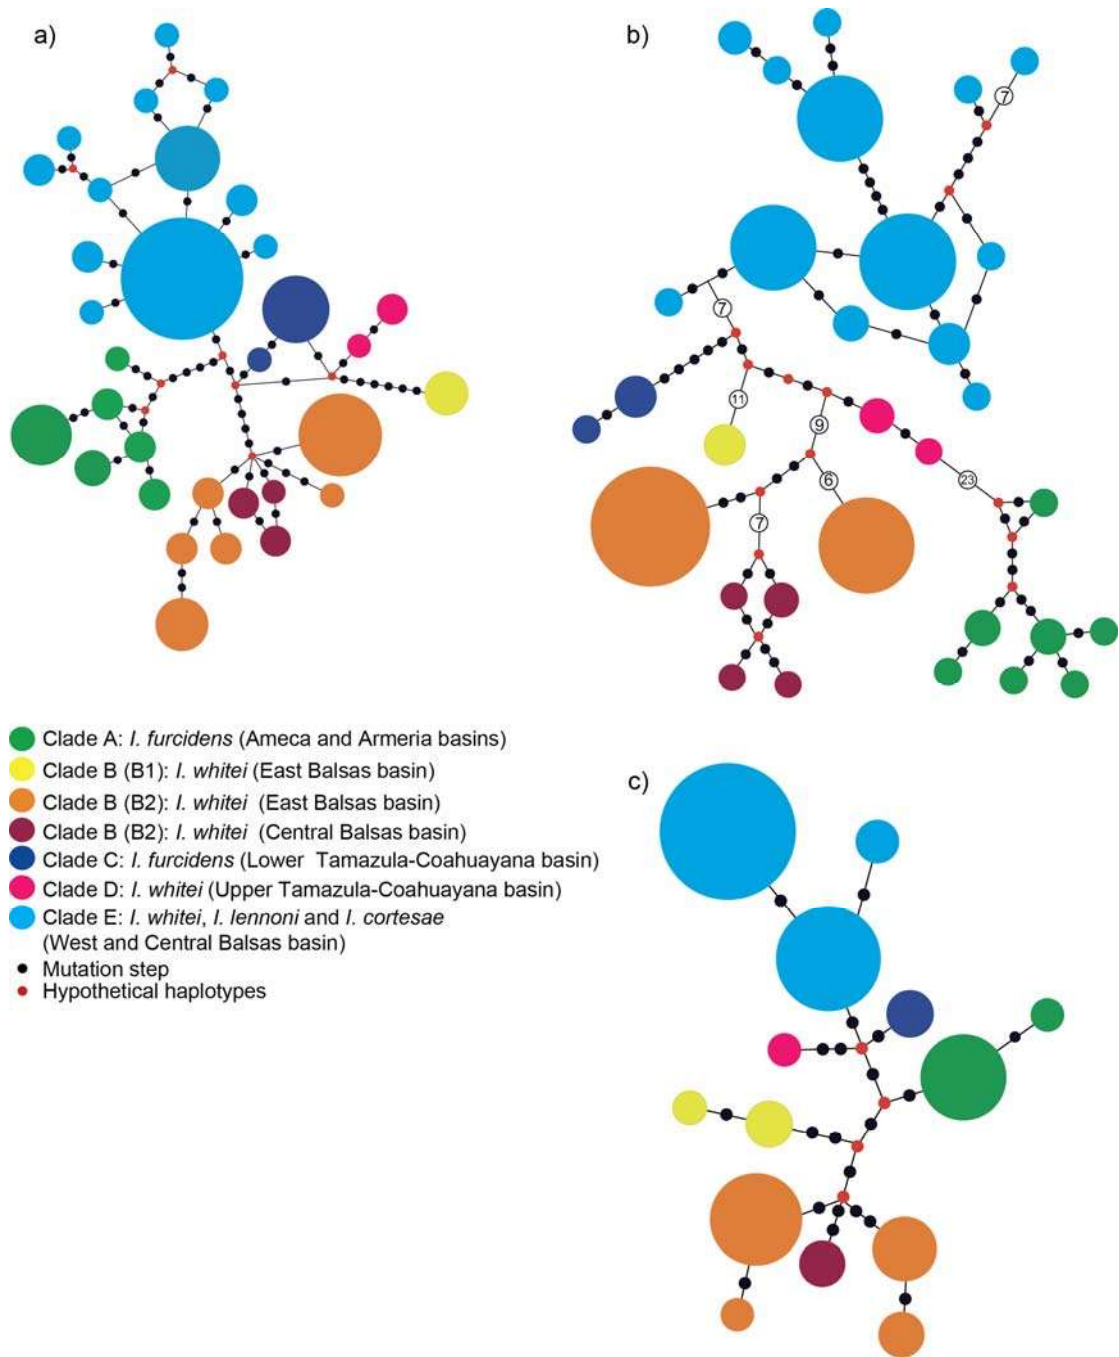 a)
b)
7
7
11
9
6
23
7
Clade A: I. furcidens (Ameca and Armeria basins)
Clade B (B1): I. whitei (East Balsas basin)
Clade B (B2): I. whitei (East Balsas basin)
Clade B (B2): I. whitei (Central Balsas basin)
Clade C: I. furcidens (Lower Tamazula-Coahuayana basin)
Clade D: I. whitei (Upper Tamazula-Coahuayana basin)
Clade E: I. whitei, I. lennoni and I. cortesae
(West and Central Balsas basin)
Mutation step
Hypothetical haplotypes
c)